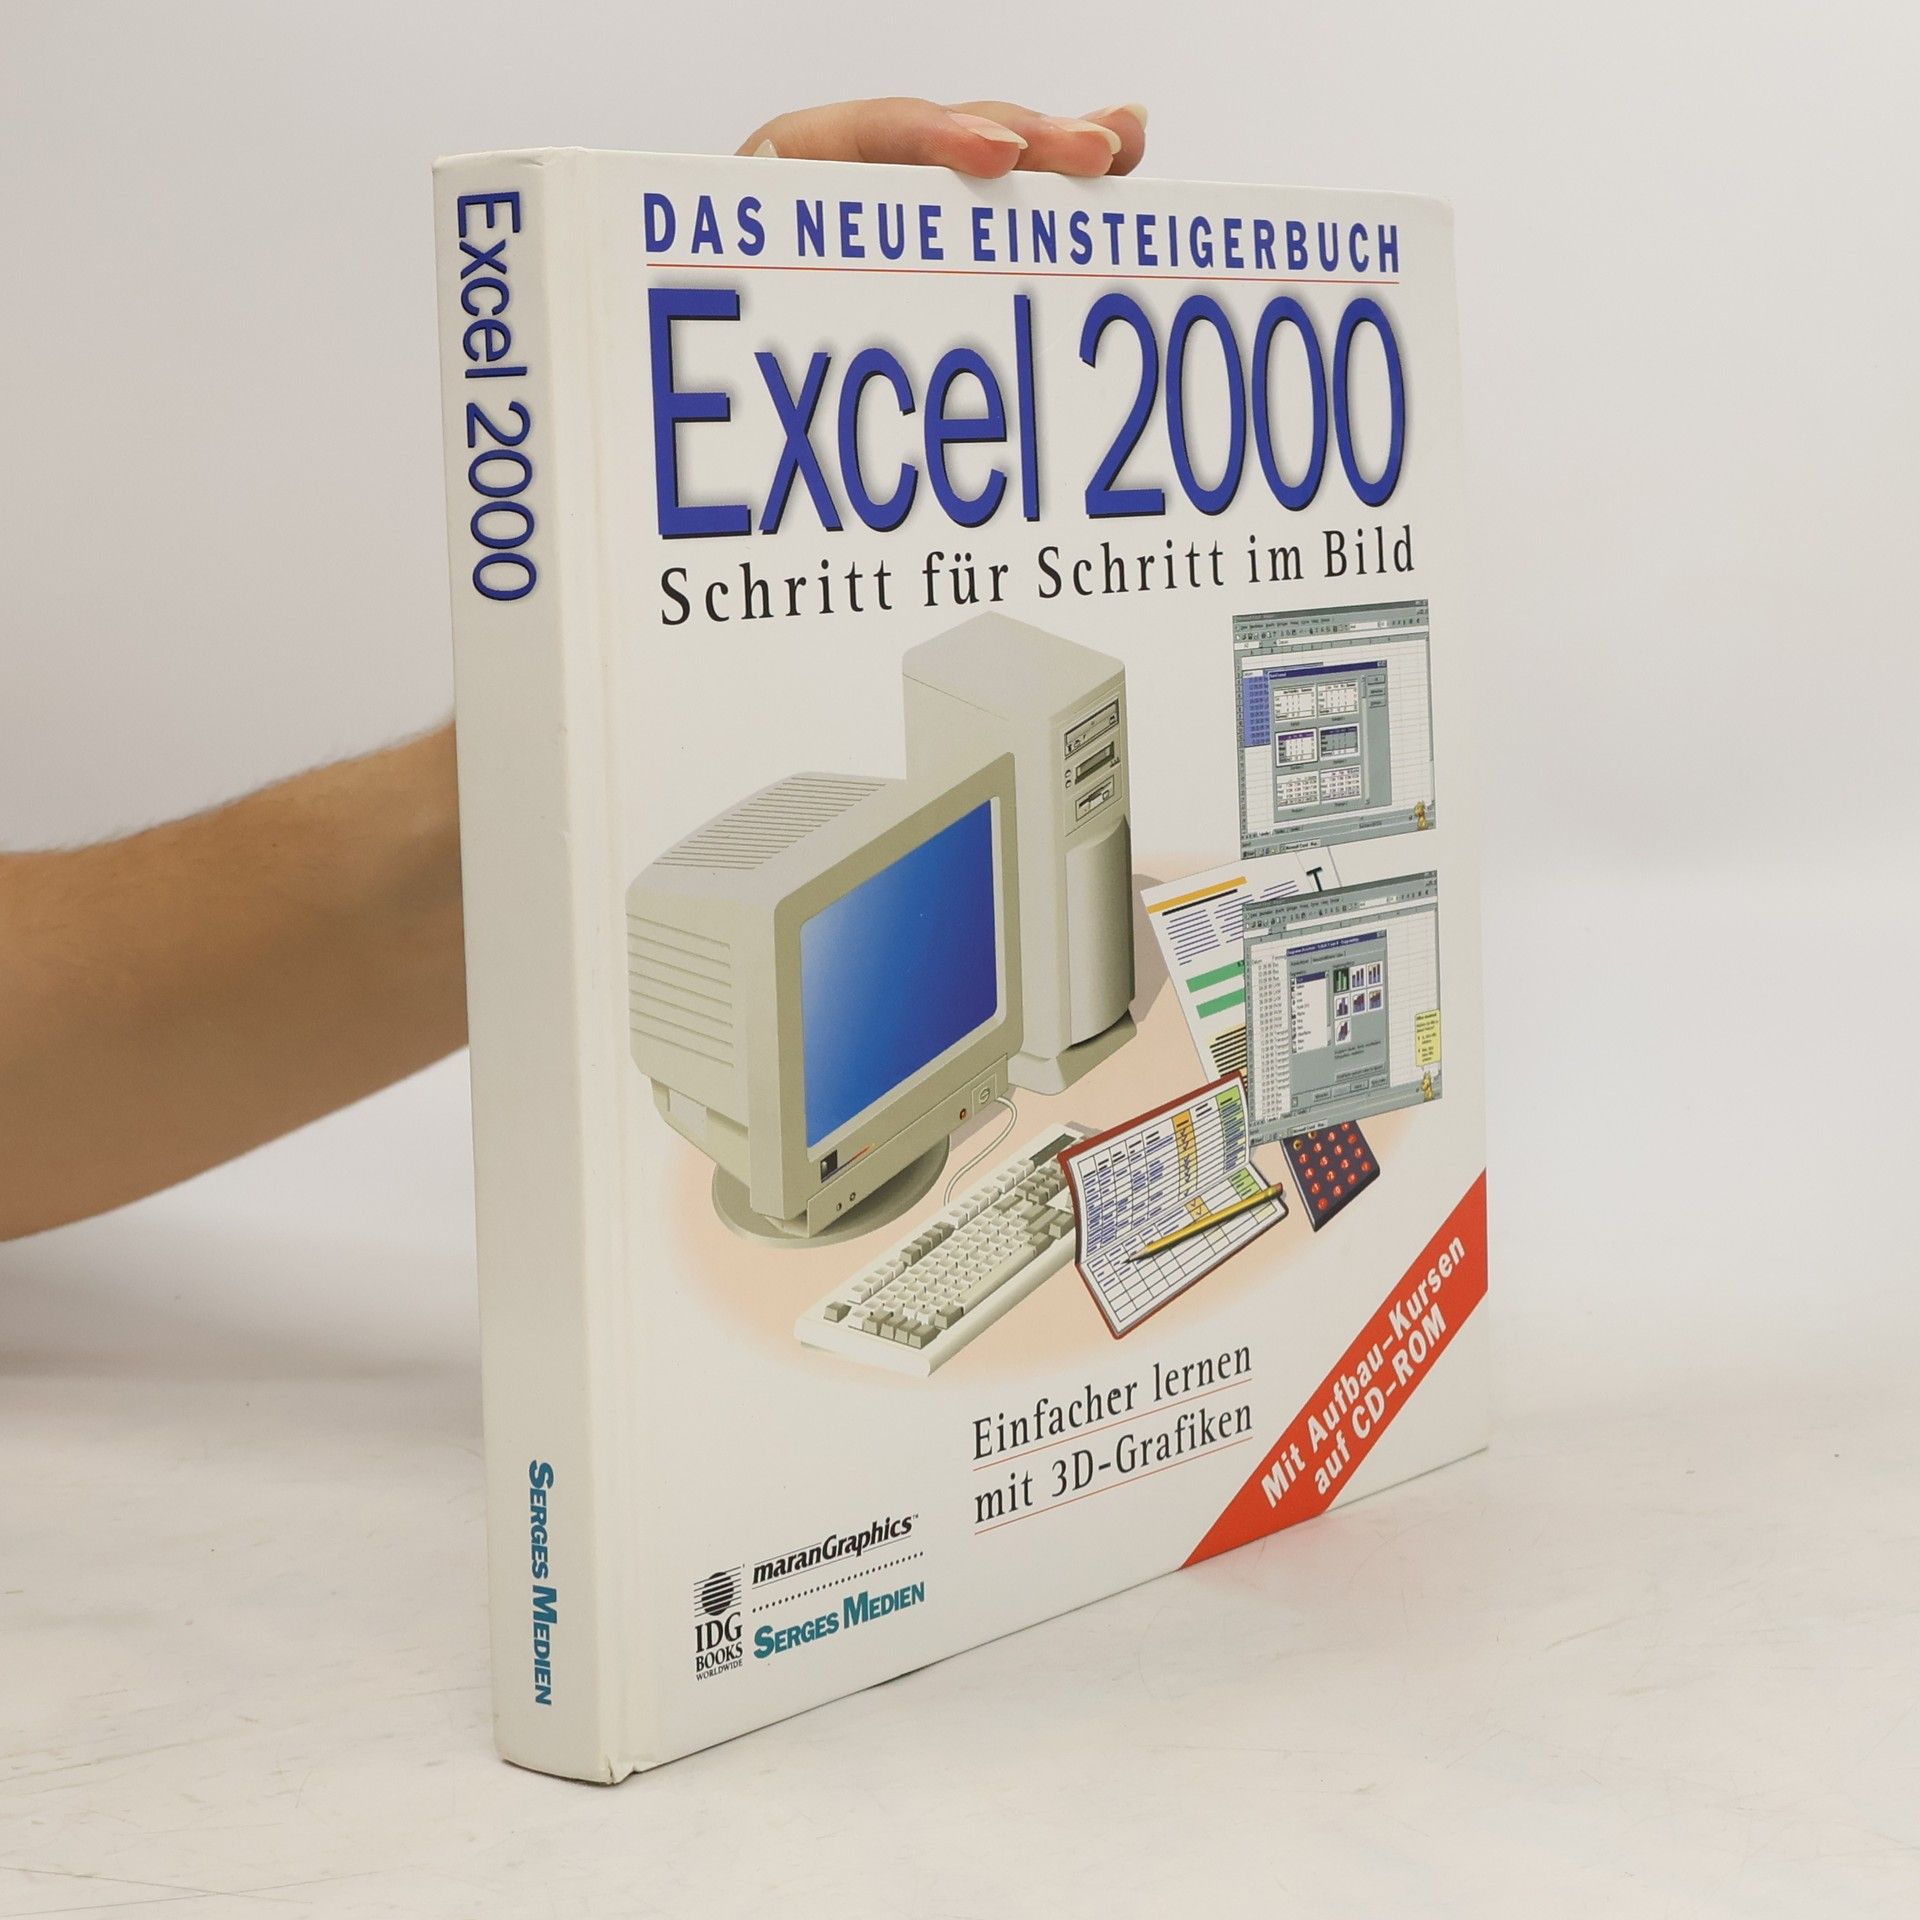 Excel 2000
SERGES MEDIEN
DAS NEUE EINSTEIGERBUCH
Excel 2000
Schritt für Schritt im Bild
Einfacher lernen
mit 3D-Grafiken
Mit Aufbau-Kursen
auf CD-ROM
maranGraphics™
IDG
BOOKS
WORLDWIDE
SERGES MEDIEN